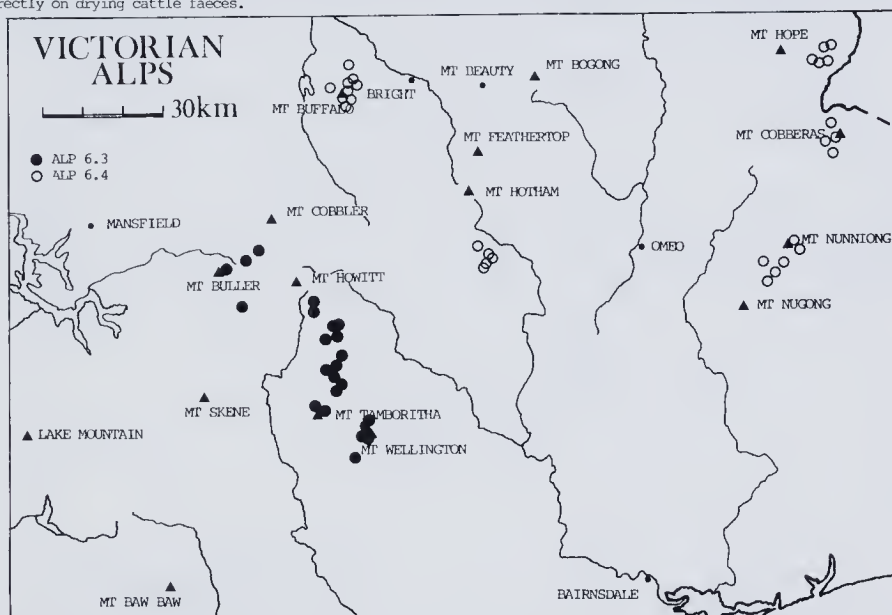 directly on drying cattle faeces.
VICTORIAN
ALPS
30km
ALP 6.3
ALP 6.4
MT HOPE
MT BEAUTY
MT BOGONG
BRIGHT
MT BUFFALO
MT FEATHERTOP
MT COBBERAS
MT HOTHAM
MT COBBLER
MANSFIELD
OMEO
MT NUNNIONG
MT BULLER
MT HOWITT
MT NUGONG
MT SKENE
MT TAMBORITHA
LAKE MOUNTAIN
MT WELLINGTON
MT BAW BAW
BAIRNSDALE